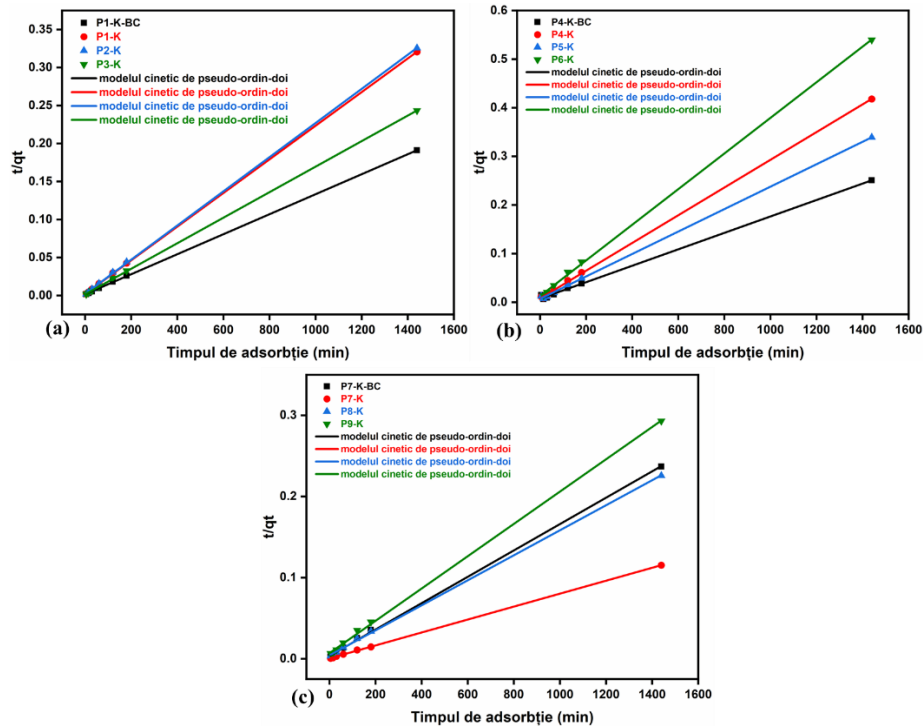 P1-K-BC
P1-K
P2-K
P3-K
modelul cinetic de pseudo-ordin-doi
modelul cinetic de pseudo-ordin-doi
modelul cinetic de pseudo-ordin-doi
modelul cinetic de pseudo-ordin-doi
0.35
0.30
0.25
0.20
0.15
0.10
0.05
0.00
t/qt
0 200 400 600 800 1000 1200 1400 1600
(a)
Timpul de adsorbție (min)
P4-K-BC
P4-K
P5-K
P6-K
modelul cinetic de pseudo-ordin-doi
modelul cinetic de pseudo-ordin-doi
modelul cinetic de pseudo-ordin-doi
modelul cinetic de pseudo-ordin-doi
0.6
0.5
0.4
0.3
0.2
0.1
0.0
t/qt
0 200 400 600 800 1000 1200 1400 1600
(b)
Timpul de adsorbție (min)
P7-K-BC
P7-K
P8-K
P9-K
modelul cinetic de pseudo-ordin-doi
modelul cinetic de pseudo-ordin-doi
modelul cinetic de pseudo-ordin-doi
modelul cinetic de pseudo-ordin-doi
0.3
0.2
0.1
0.0
t/qt
0 200 400 600 800 1000 1200 1400 1600
(c)
Timpul de adsorbție (min)